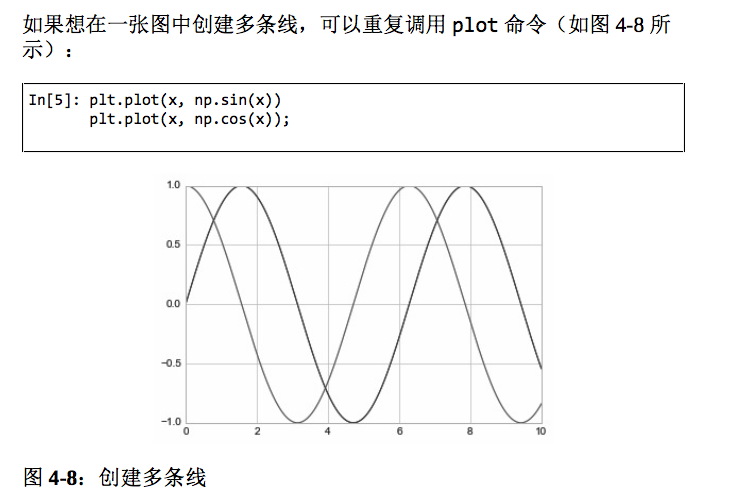 如果想在一张图中创建多条线，可以重复调用 plot 命令（如图 4-8 所
示）：
In[5]: plt.plot(x, np.sin(x))
plt.plot(x, np.cos(x));
1.0
0.5
0.0
−0.5
−1.0
0 2 4 6 8 10
图 4-8：创建多条线